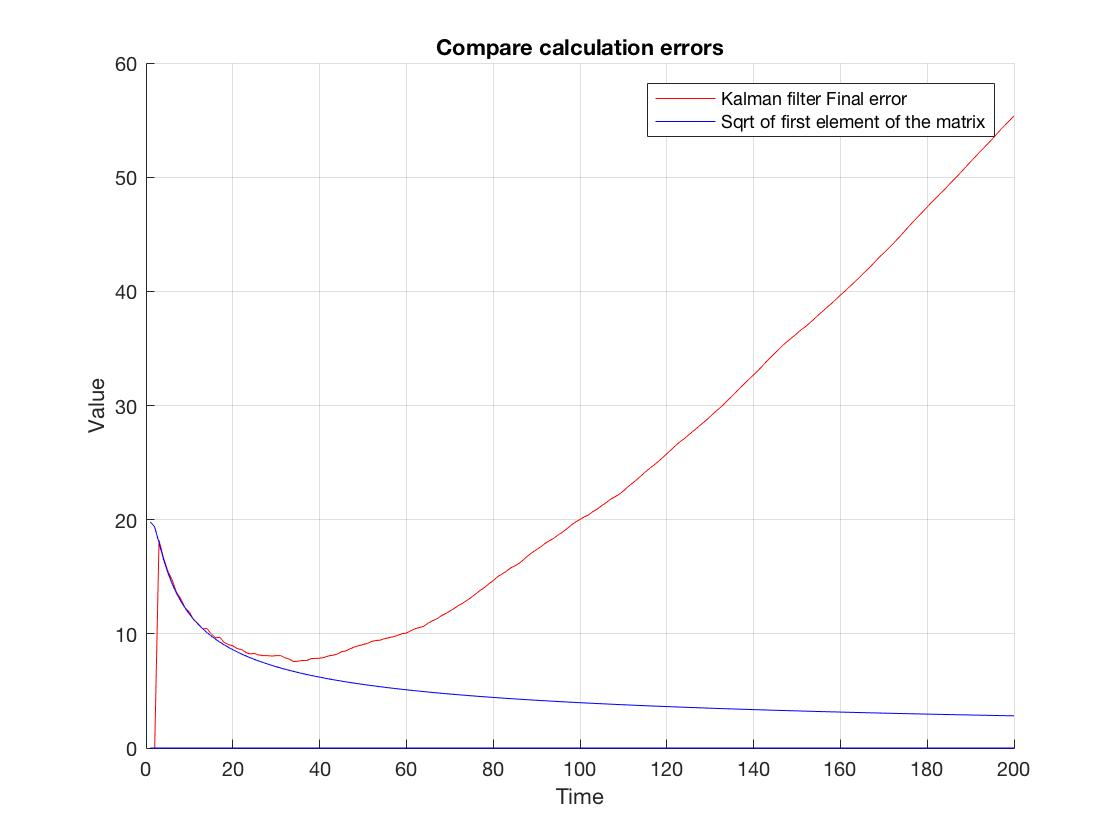 Compare calculation errors
Kalman filter Final error
Sqrt of first element of the matrix
Value
60
50
40
30
20
10
0
0 20 40 60 80 100 120 140 160 180 200
Time